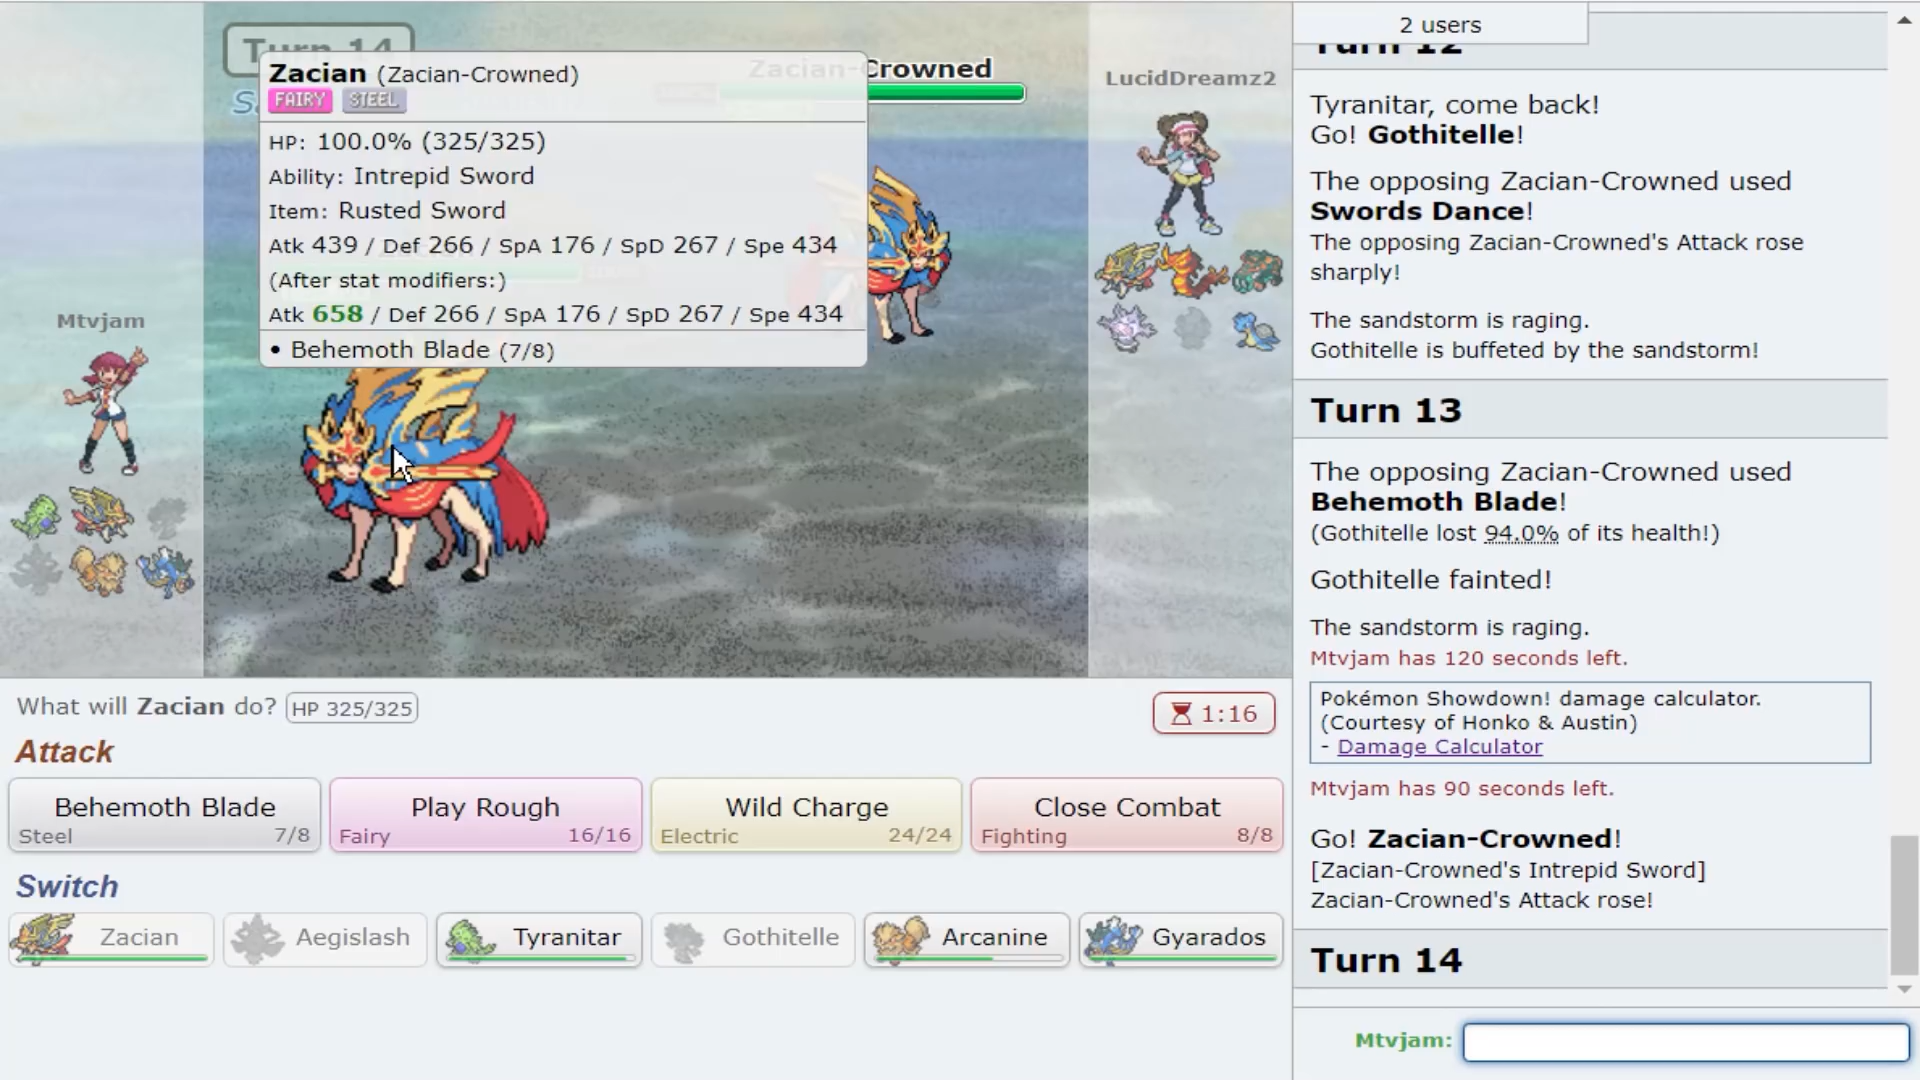 Turn 14
Zacian (Zacian-Crowned)
FAIRY STEEL
HP: 100.0% (325/325)
Ability: Intrepid Sword
Item: Rusted Sword
Atk 439 / Def 266 / SpA 176 / SpD 267 / Spe 434
(After stat modifiers:)
Atk 658 / Def 266 / SpA 176 / SpD 267 / Spe 434
• Behemoth Blade (7/8)
Zacian-Crowned
LucidDreamz2
Mtvjam
What will Zacian do? HP 325/325
1:16
Attack
Behemoth Blade
Steel 7/8
Play Rough
Fairy 16/16
Wild Charge
Electric 24/24
Close Combat
Fighting 8/8
Switch
Zacian
Aegislash
Tyranitar
Gothitelle
Arcanine
Gyarados
2 users
Turn 12
Tyranitar, come back!
Go! Gothitelle!
The opposing Zacian-Crowned used
Swords Dance!
The opposing Zacian-Crowned's Attack rose
sharply!
The sandstorm is raging.
Gothitelle is buffeted by the sandstorm!
Turn 13
The opposing Zacian-Crowned used
Behemoth Blade!
(Gothitelle lost 94.0% of its health!)
Gothitelle fainted!
The sandstorm is raging.
Mtvjam has 120 seconds left.
Pokémon Showdown! damage calculator.
(Courtesy of Honko & Austin)
- Damage Calculator
Mtvjam has 90 seconds left.
Go! Zacian-Crowned!
[Zacian-Crowned's Intrepid Sword]
Zacian-Crowned's Attack rose!
Turn 14
Mtvjam: